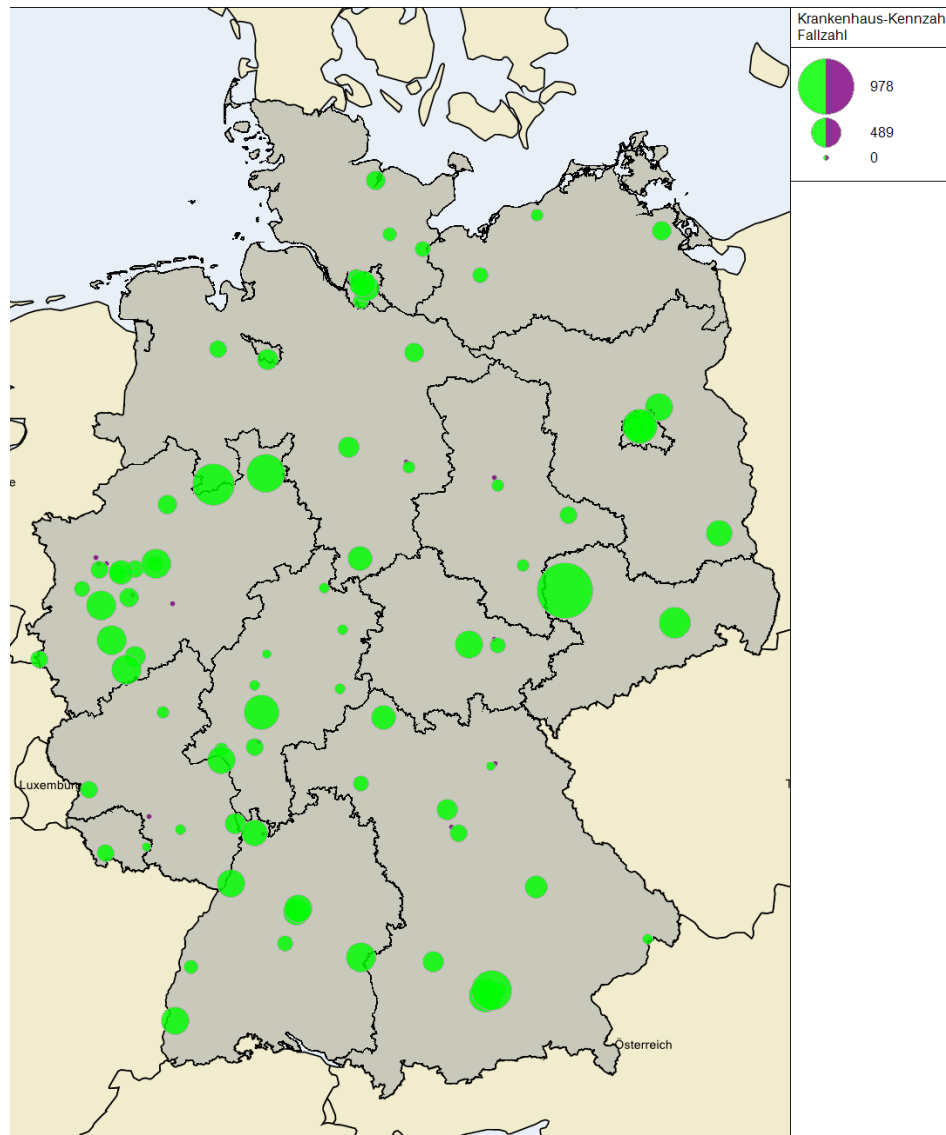 Krankenhaus-Kennzah
Fallzahl
978
489
0
e
Luxemburg
T
Österreich